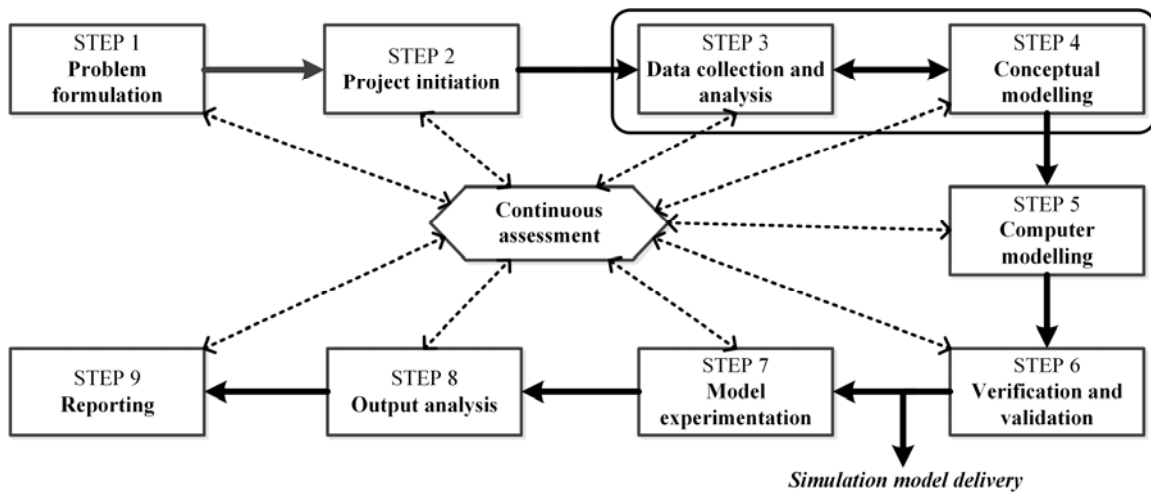 STEP 1
Problem
formulation
STEP 2
Project initiation
STEP 3
Data collection and
analysis
STEP 4
Conceptual
modelling
Continuous
assessment
STEP 5
Computer
modelling
STEP 9
Reporting
STEP 8
Output analysis
STEP 7
Model
experimentation
STEP 6
Verification and
validation
Simulation model delivery